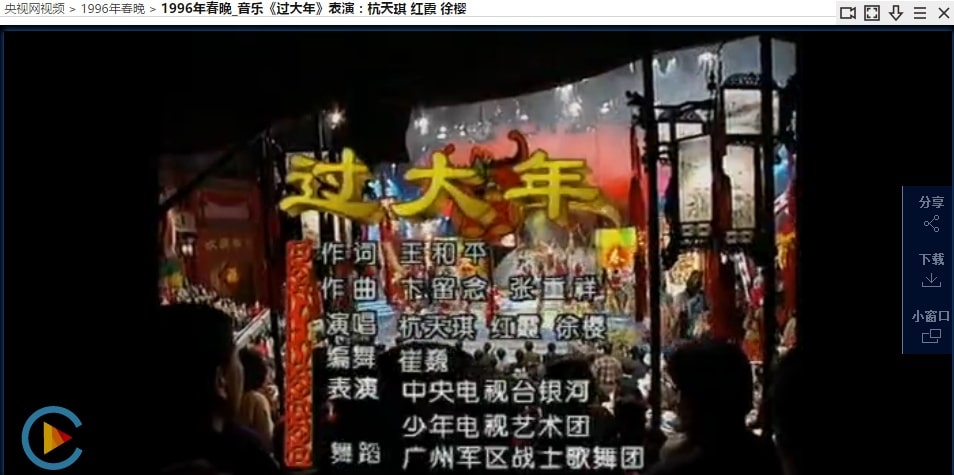 央视网视频 > 1996年春晚 > 1996年春晚_音乐《过大年》表演：杭天琪 红霞 徐樱
分享
下载
小窗口
过大年
作词 王和平
作曲 卞留念 张重祥
演唱 杭天琪 红霞 徐樱
编舞 崔巍
表演 中央电视台银河
少年电视艺术团
舞蹈 广州军区战士歌舞团